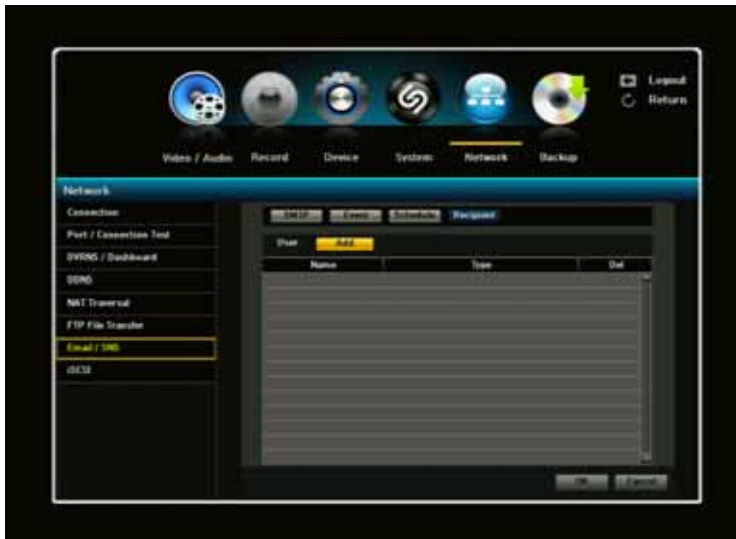 Logout
Return
Video / Audio Record Device System Network Backup
Network
Connection
Port / Connection Test
DVRNS / Dashboard
DDNS
NAT Traversal
FTP File Transfer
Email / SNS
iSCSI
SMTP Event Schedule Recipient
User Add
Name Type Del
OK Cancel